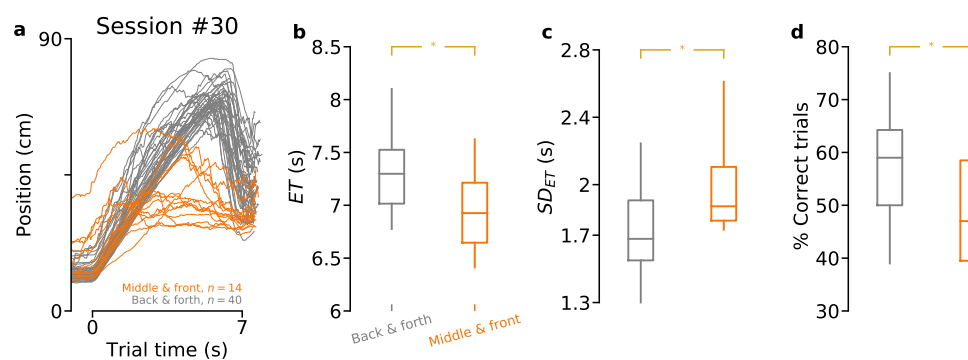 a
Session #30
90
0
Position (cm)
0
7
Trial time (s)
Middle & front, n = 14
Back & forth, n = 40
b
8.5
8
7.5
7
6.5
6
ET (s)
*
Back & forth
Middle & front
c
2.8
2.4
2
1.7
1.3
SD_ET (s)
*
d
80
70
60
50
40
30
% Correct trials
*